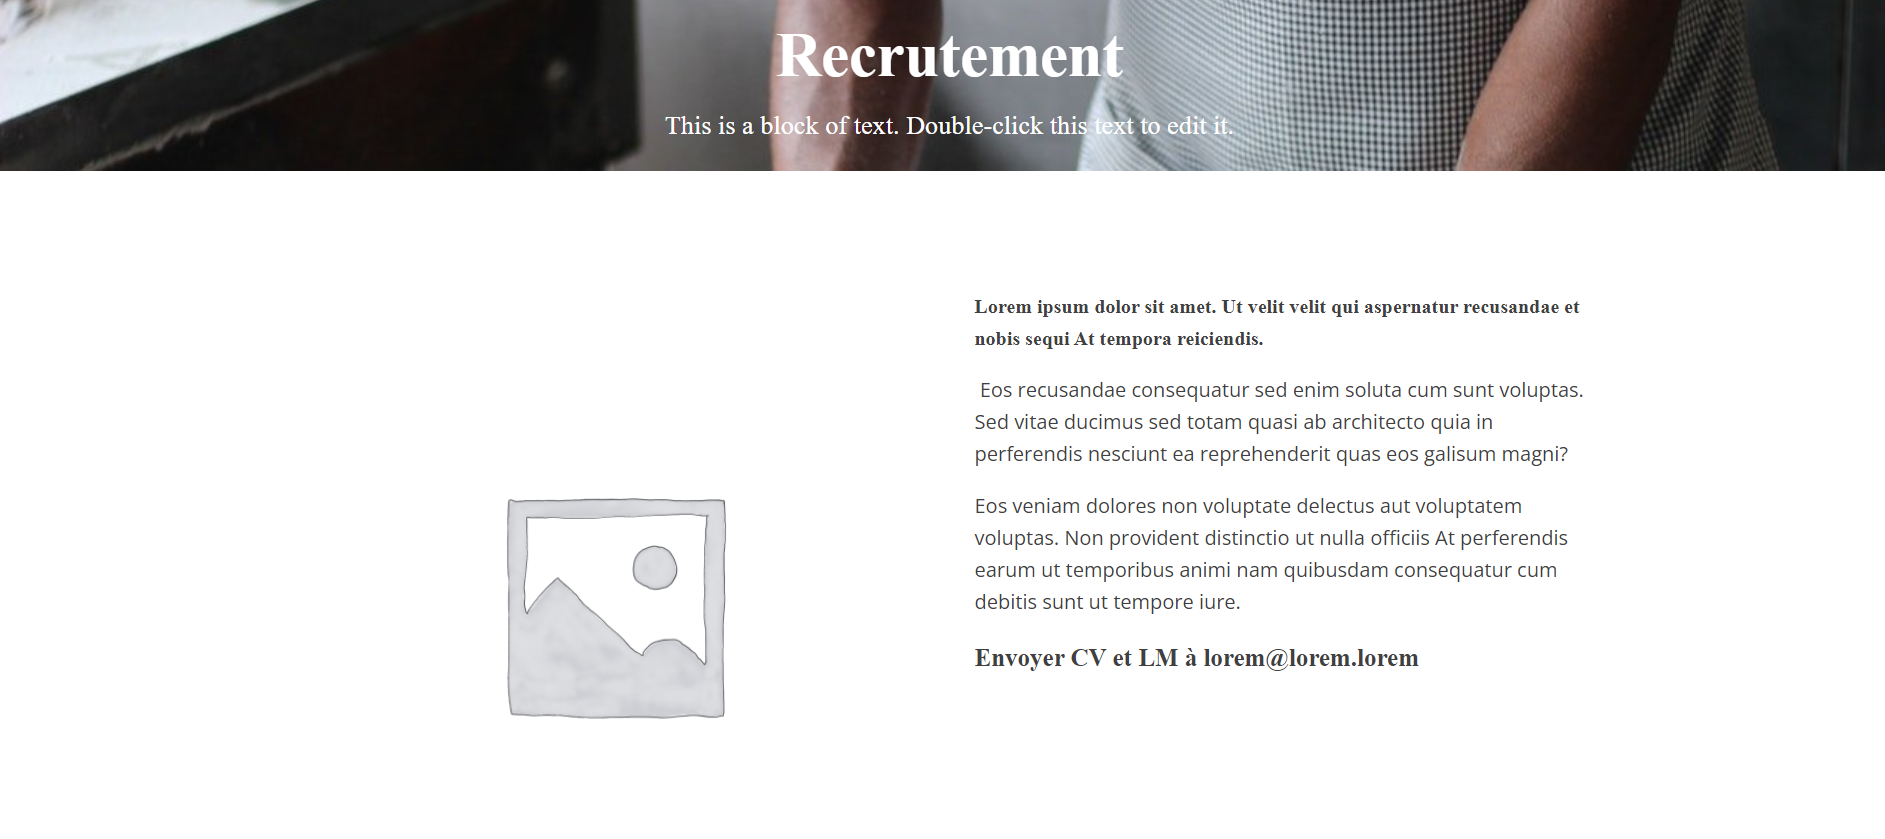 Recrutement
This is a block of text. Double-click this text to edit it.
Lorem ipsum dolor sit amet. Ut velit velit qui aspernatur recusandae et
nobis sequi At tempora reiciendis.
Eos recusandae consequatur sed enim soluta cum sunt voluptas.
Sed vitae ducimus sed totam quasi ab architecto quia in
perferendis nesciunt ea reprehenderit quas eos galisum magni?
Eos veniam dolores non voluptate delectus aut voluptatem
voluptas. Non provident distinctio ut nulla officiis At perferendis
earum ut temporibus animi nam quibusdam consequatur cum
debitis sunt ut tempore iure.
Envoyer CV et LM à lorem@lorem.lorem